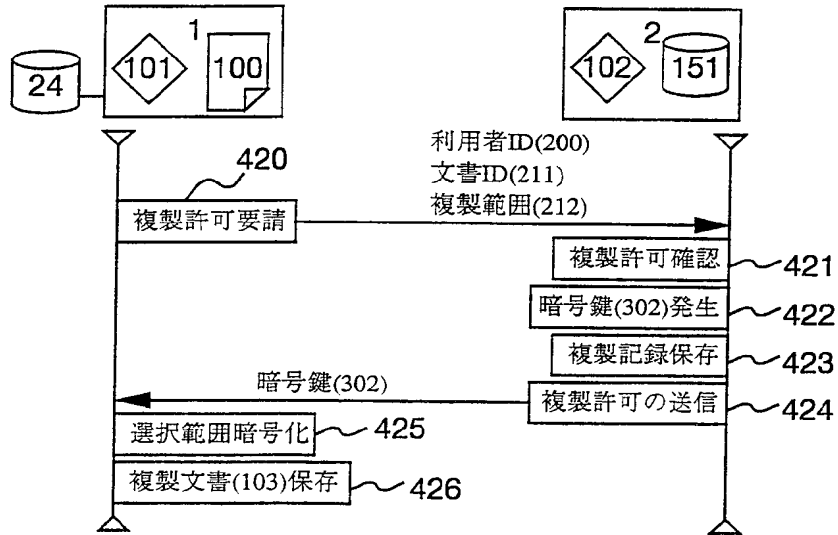 1
24
101
100
2
102
151
利用者ID(200)
文書ID(211)
複製範囲(212)
420
複製許可要請
複製許可確認
421
暗号鍵(302)発生
422
複製記録保存
423
暗号鍵(302)
複製許可の送信
424
選択範囲暗号化
425
複製文書(103)保存
426